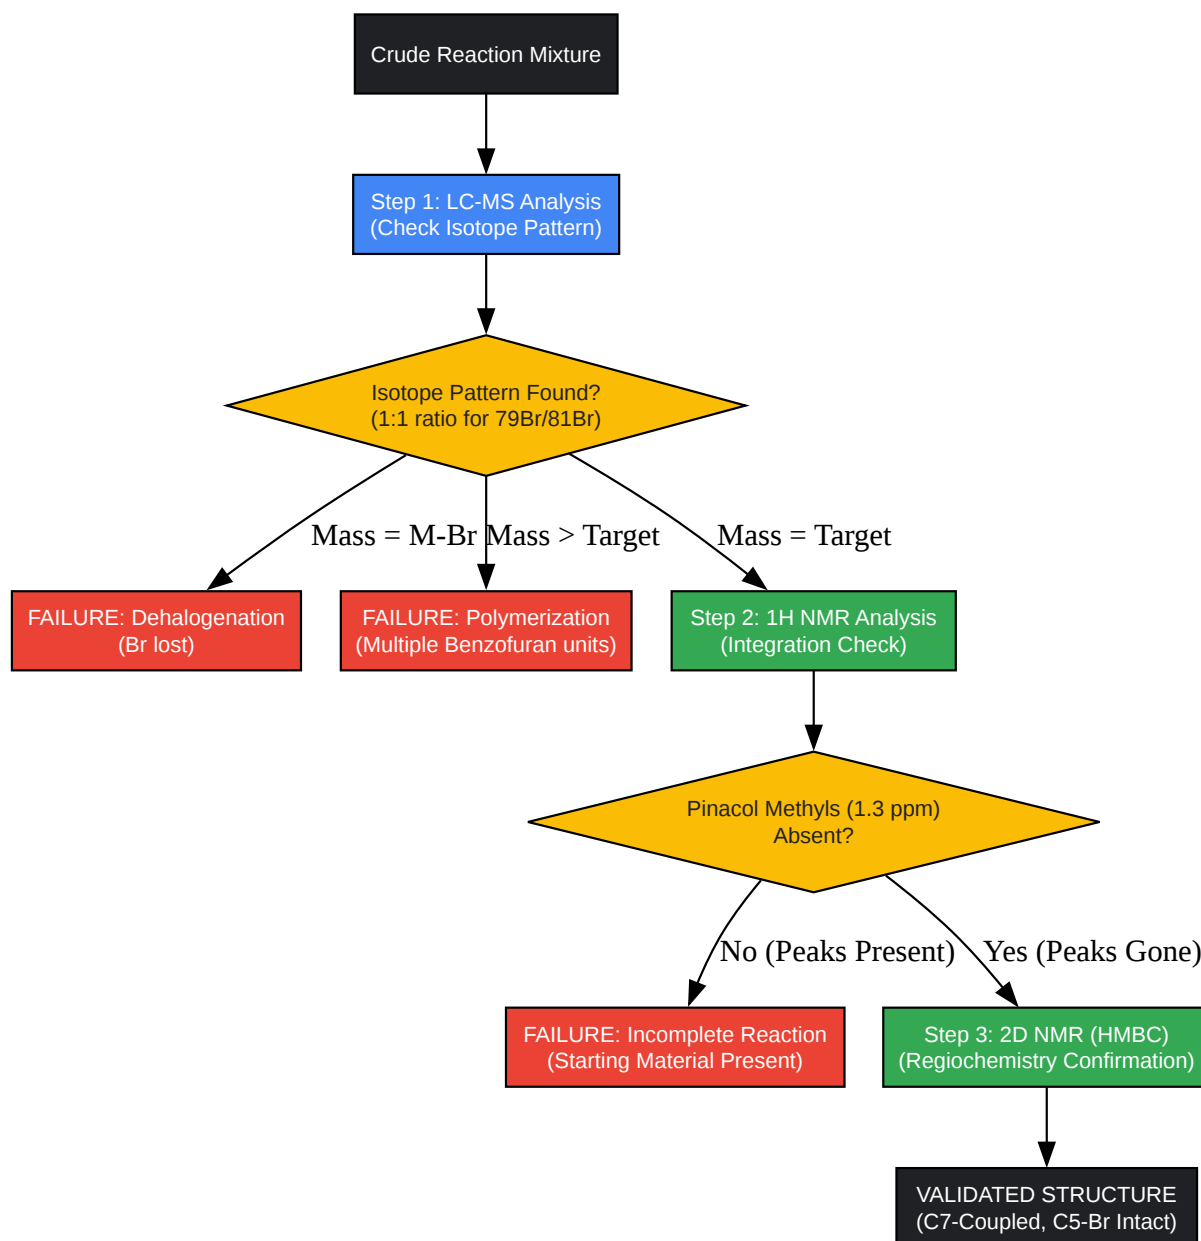 Crude Reaction Mixture
Step 1: LC-MS Analysis
(Check Isotope Pattern)
Isotope Pattern Found?
(1:1 ratio for 79Br/81Br)
Mass = M-Br
Mass > Target
Mass = Target
FAILURE: Dehalogenation
(Br lost)
FAILURE: Polymerization
(Multiple Benzofuran units)
Step 2: 1H NMR Analysis
(Integration Check)
Pinacol Methyls (1.3 ppm)
Absent?
No (Peaks Present)
Yes (Peaks Gone)
FAILURE: Incomplete Reaction
(Starting Material Present)
Step 3: 2D NMR (HMBC)
(Regiochemistry Confirmation)
VALIDATED STRUCTURE
(C7-Coupled, C5-Br Intact)